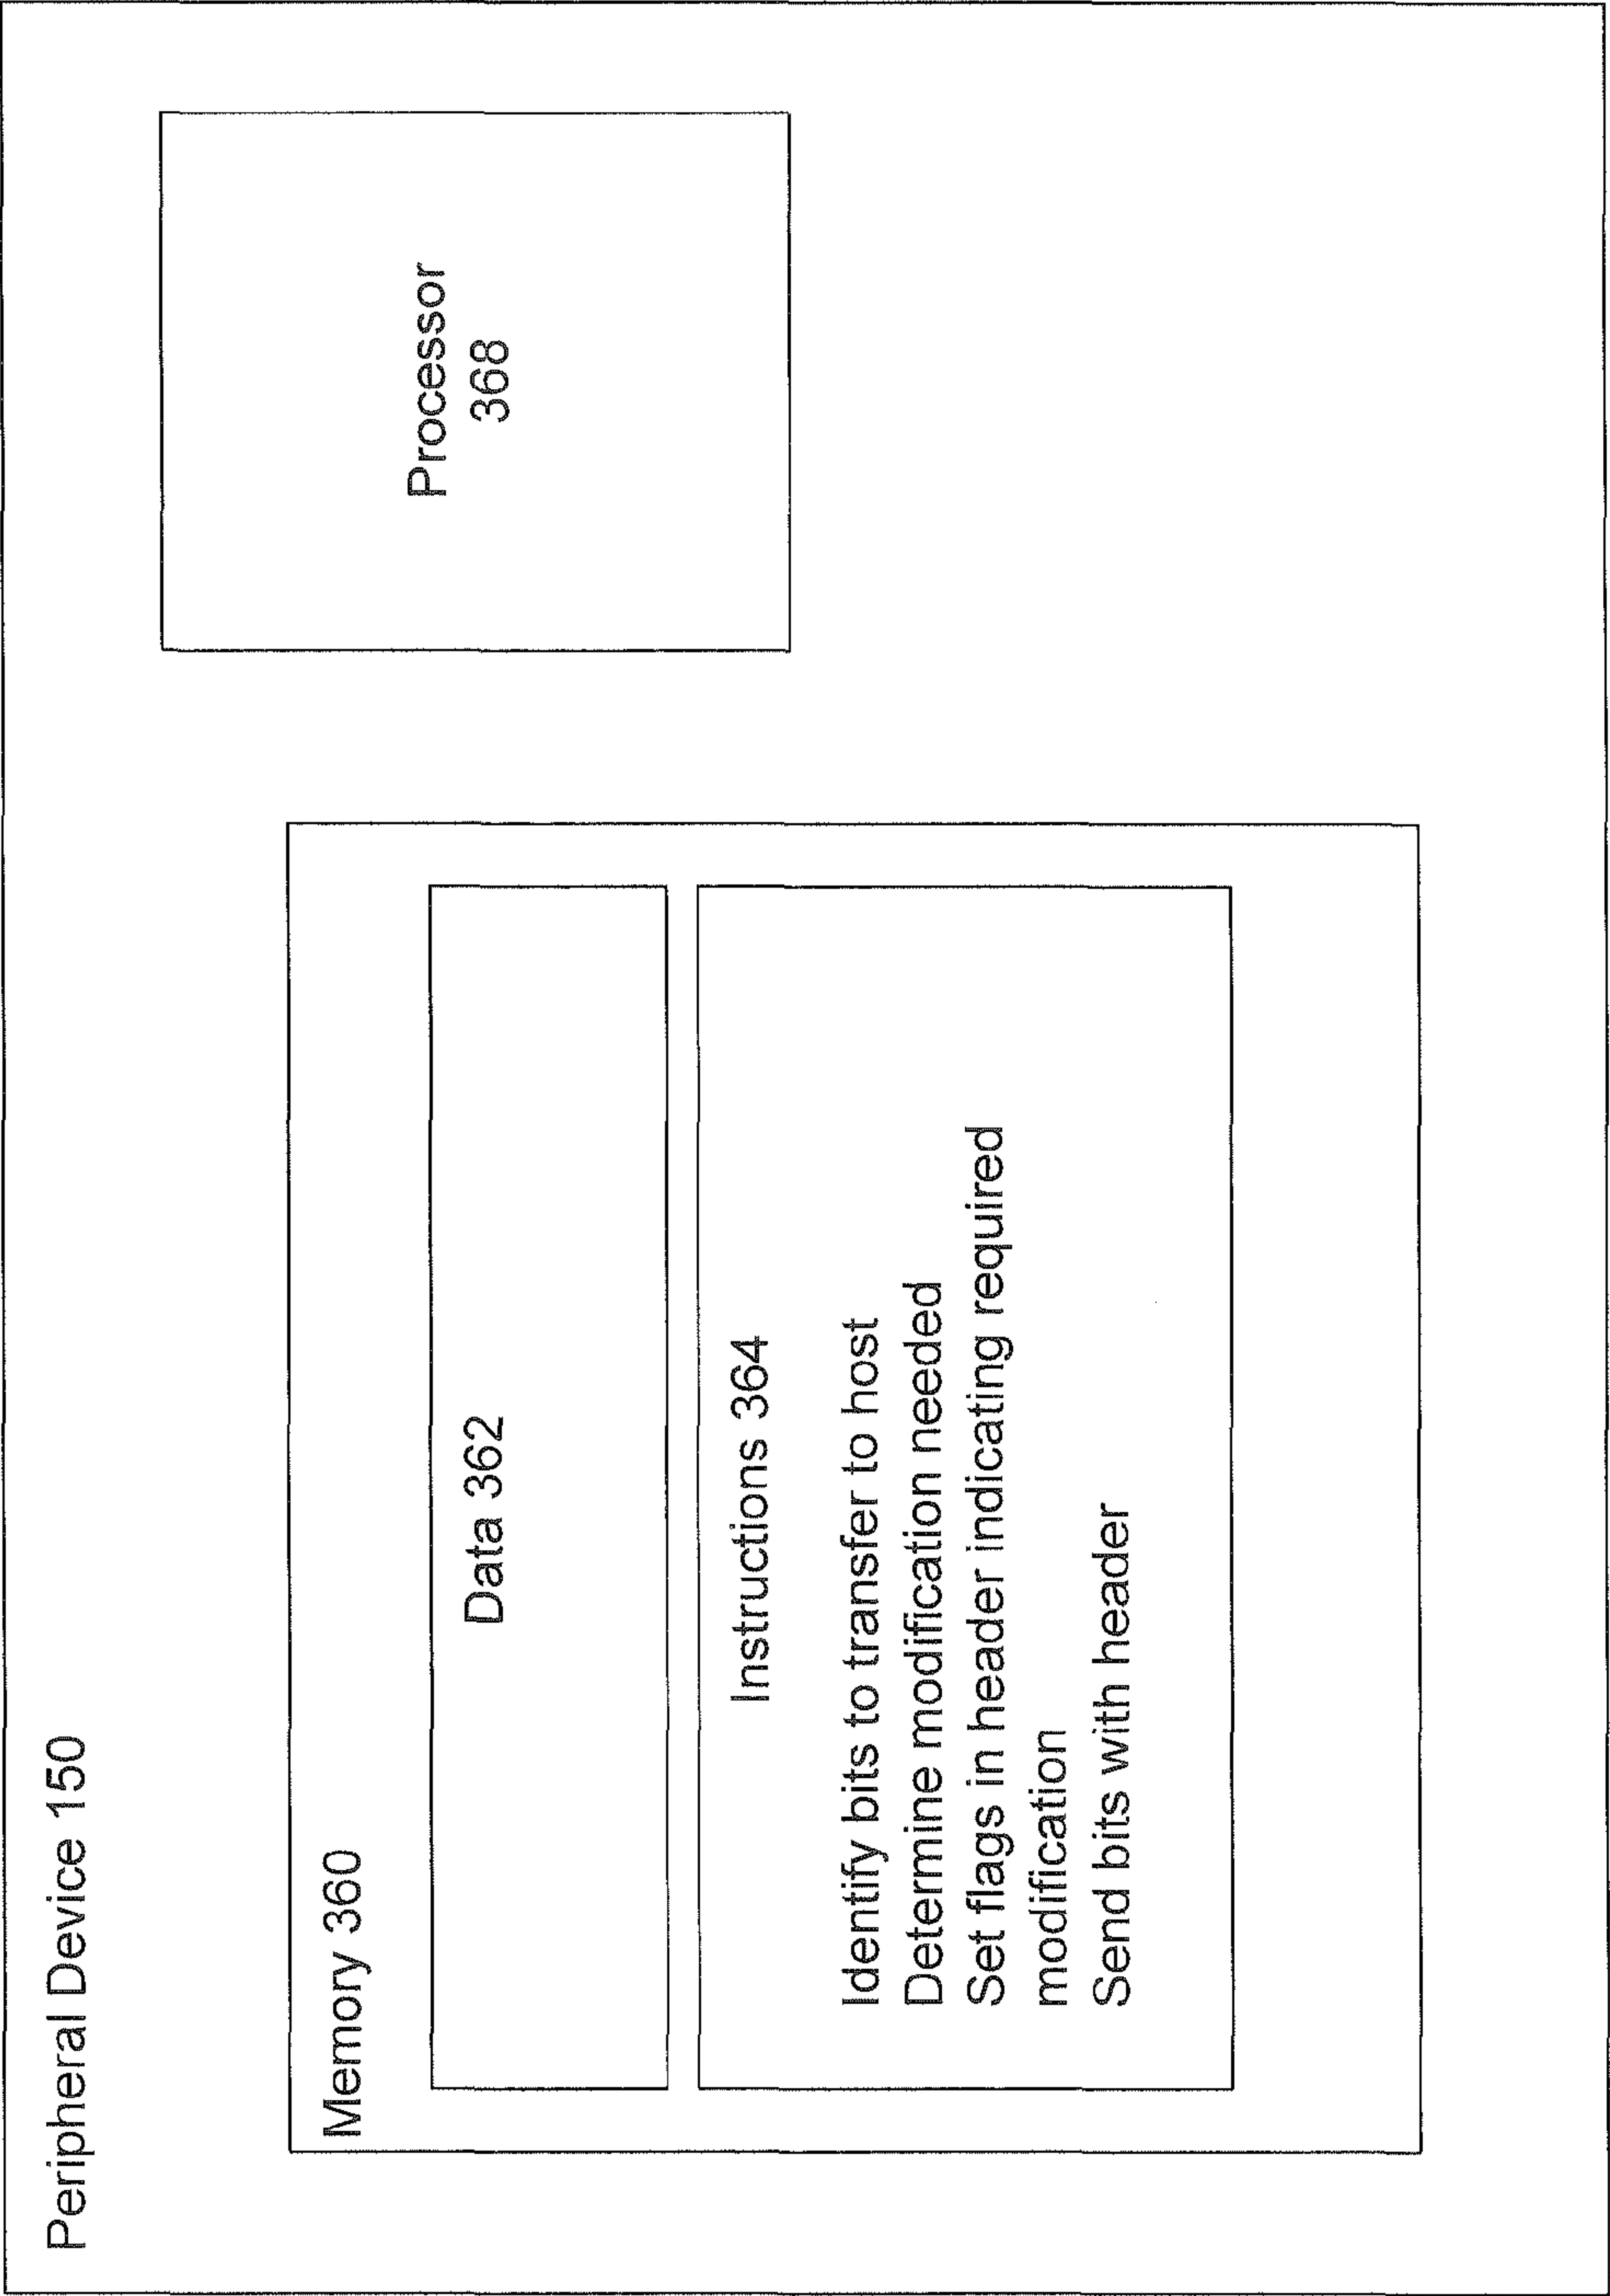 Peripheral Device 150
Memory 360
Data 362
Instructions 364
Identify bits to transfer to host
Determine modification needed
Set flags in header indicating required
modification
Send bits with header
Processor
368